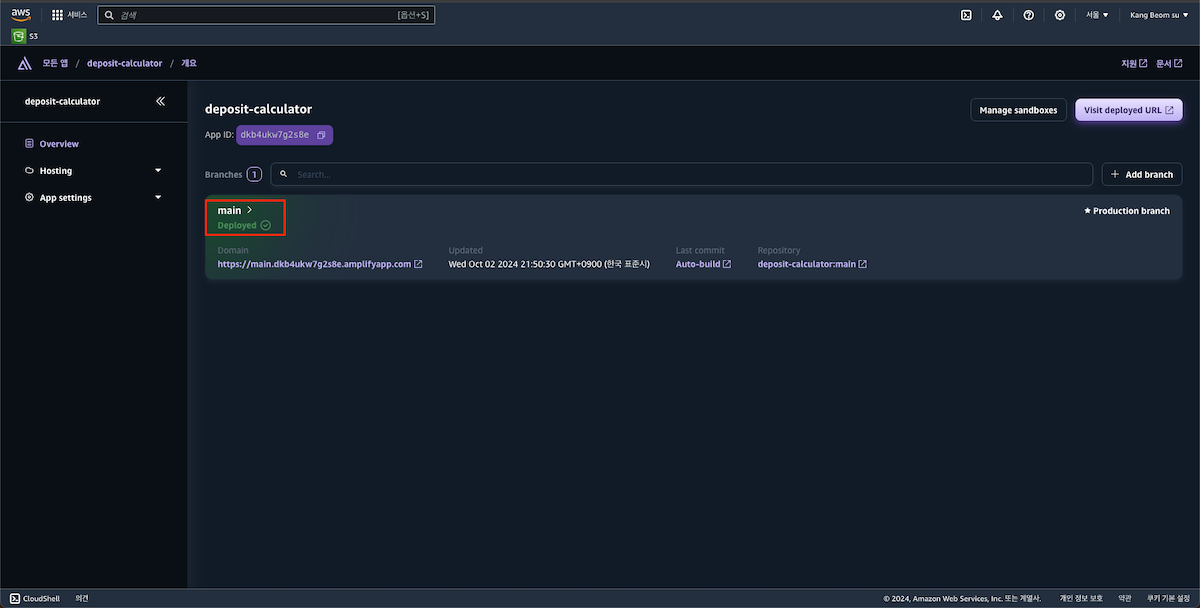 aws 서비스 검색 [옵션+S] 서울 Kang Beom su
S3
모든 앱 / deposit-calculator / 개요 지원 문서
deposit-calculator
Overview
Hosting
App settings
deposit-calculator
Manage sandboxes Visit deployed URL
App ID: dkb4ukw7g2s8e
Branches 1 Search... + Add branch
main Production branch
Deployed
Domain Updated Last commit Repository
https://main.dkb4ukw7g2s8e.amplifyapp.com Wed Oct 02 2024 21:50:30 GMT+0900 (한국 표준시) Auto-build deposit-calculator:main
CloudShell 의견 © 2024, Amazon Web Services, Inc. 또는 계열사. 개인 정보 보호 약관 쿠키 기본 설정